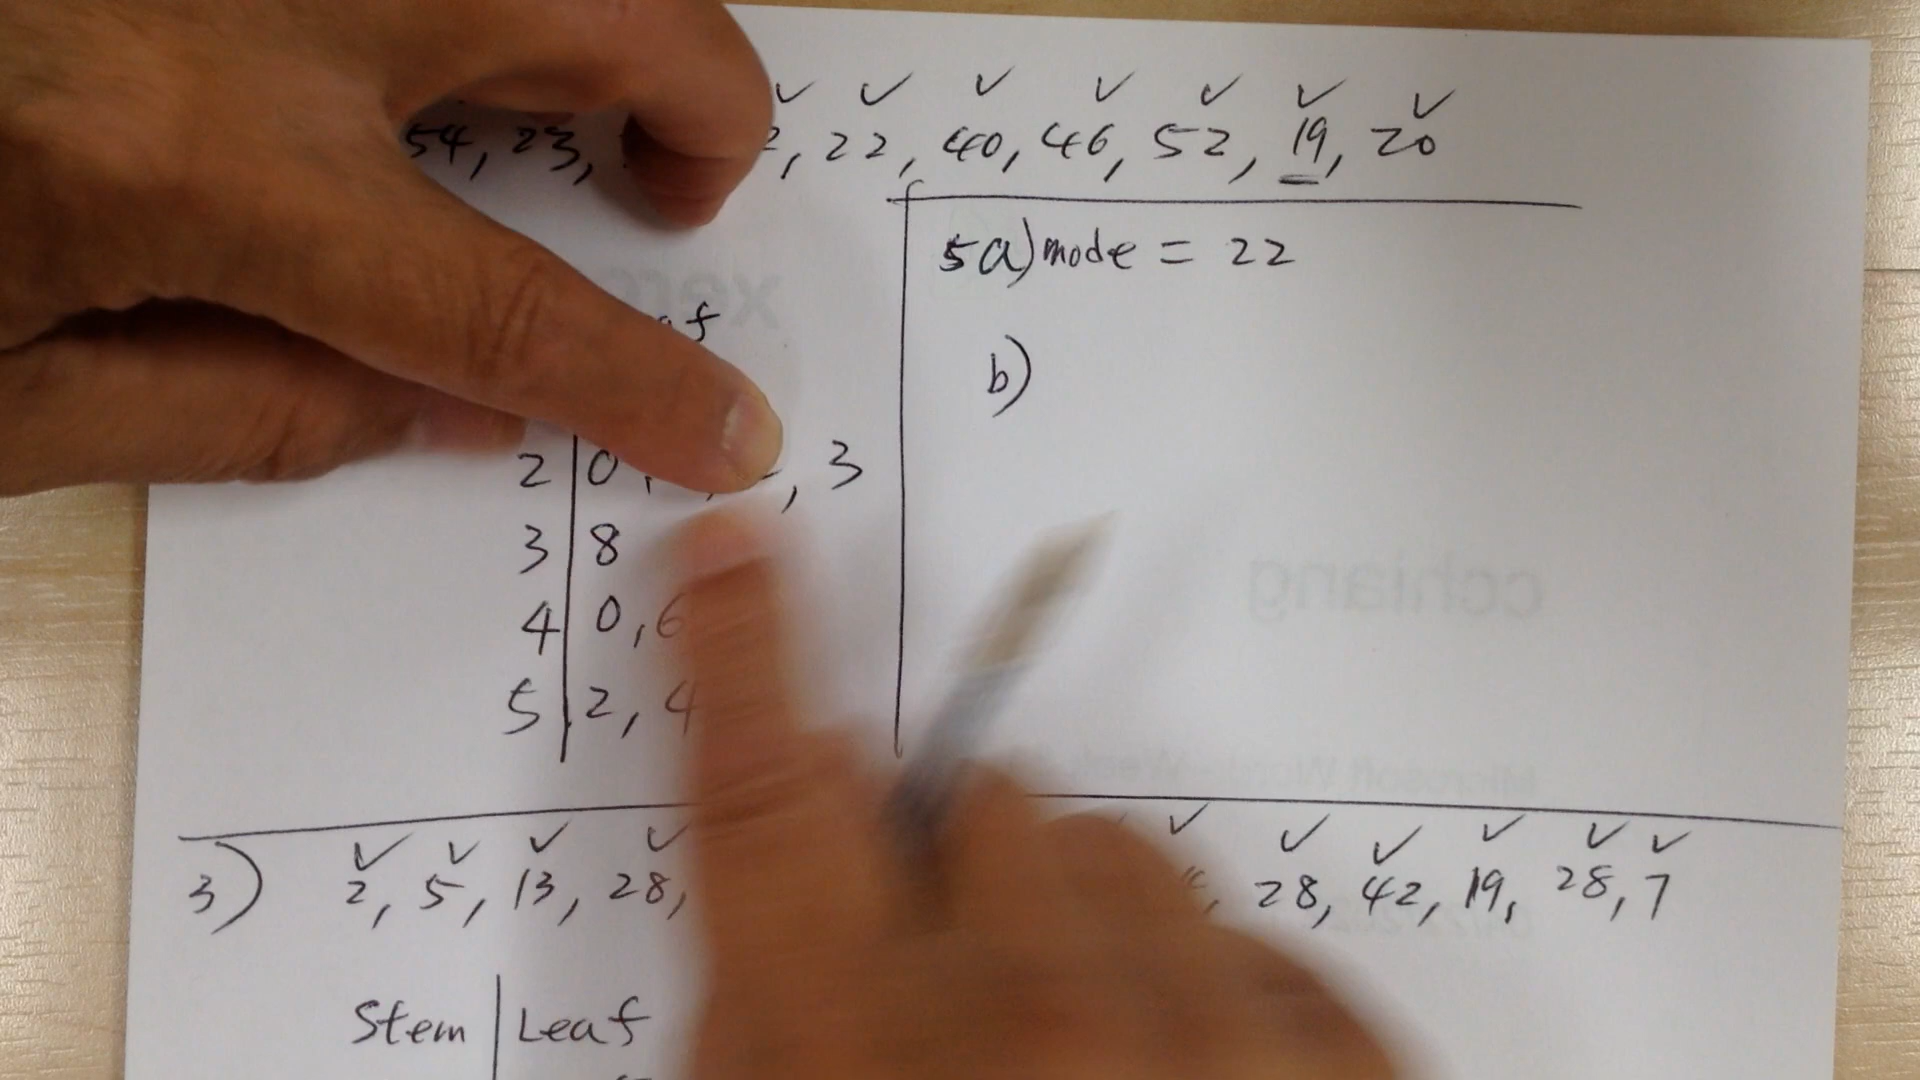 54, 23, 22, 40, 46, 52, 19, 20
5a) mode = 22
b)
2 | 0, 3
3 | 8
4 | 0, 6
5 | 2, 4
3) 2, 5, 13, 28, 28, 42, 19, 28, 7
Stem | Leaf
cchiang